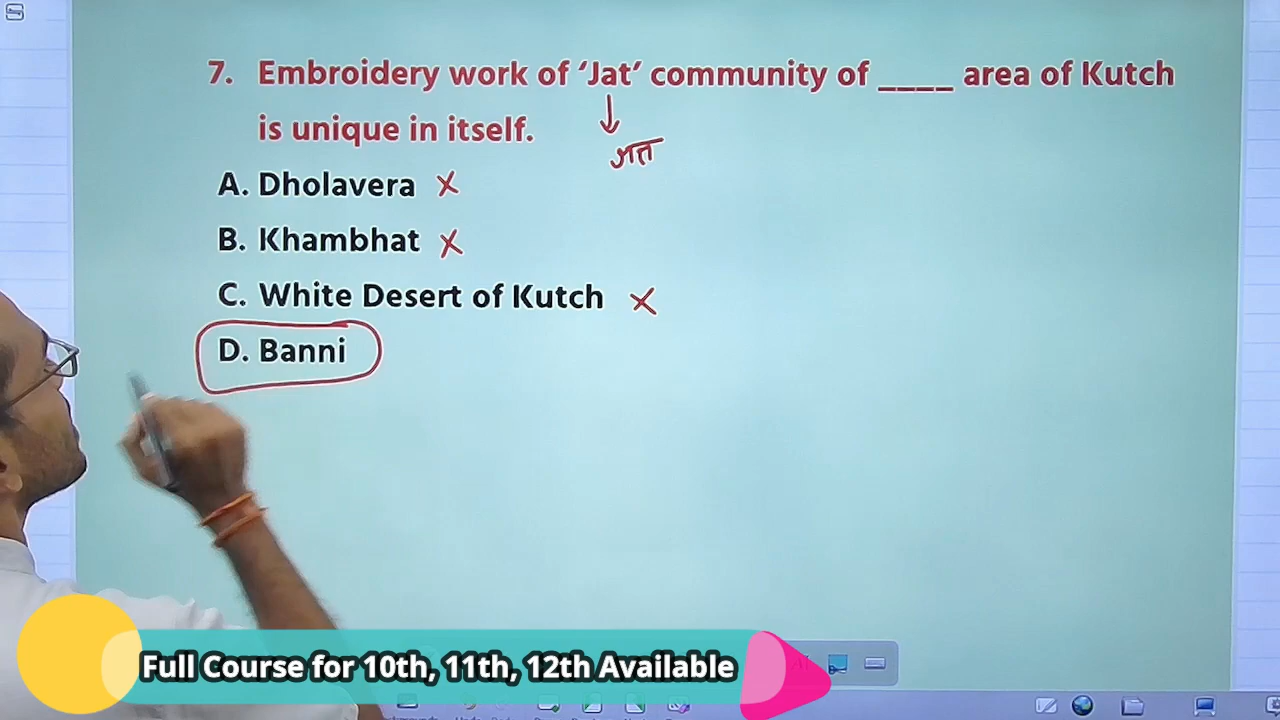 7. Embroidery work of ‘Jat’ community of ____ area of Kutch
is unique in itself.
जत
A. Dholavera
B. Khambhat
C. White Desert of Kutch
D. Banni
Full Course for 10th, 11th, 12th Available